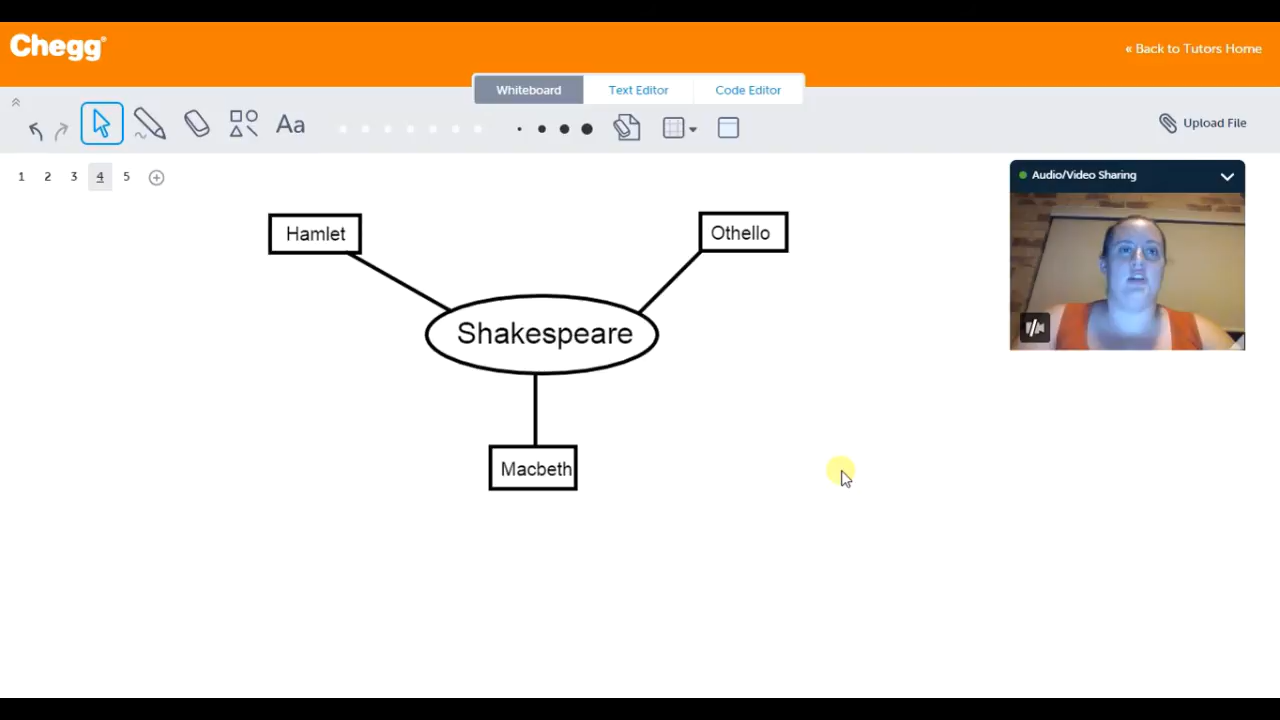 Chegg®
« Back to Tutors Home
Whiteboard Text Editor Code Editor
Aa
Upload File
1 2 3 4 5
Audio/Video Sharing
Hamlet
Othello
Shakespeare
Macbeth